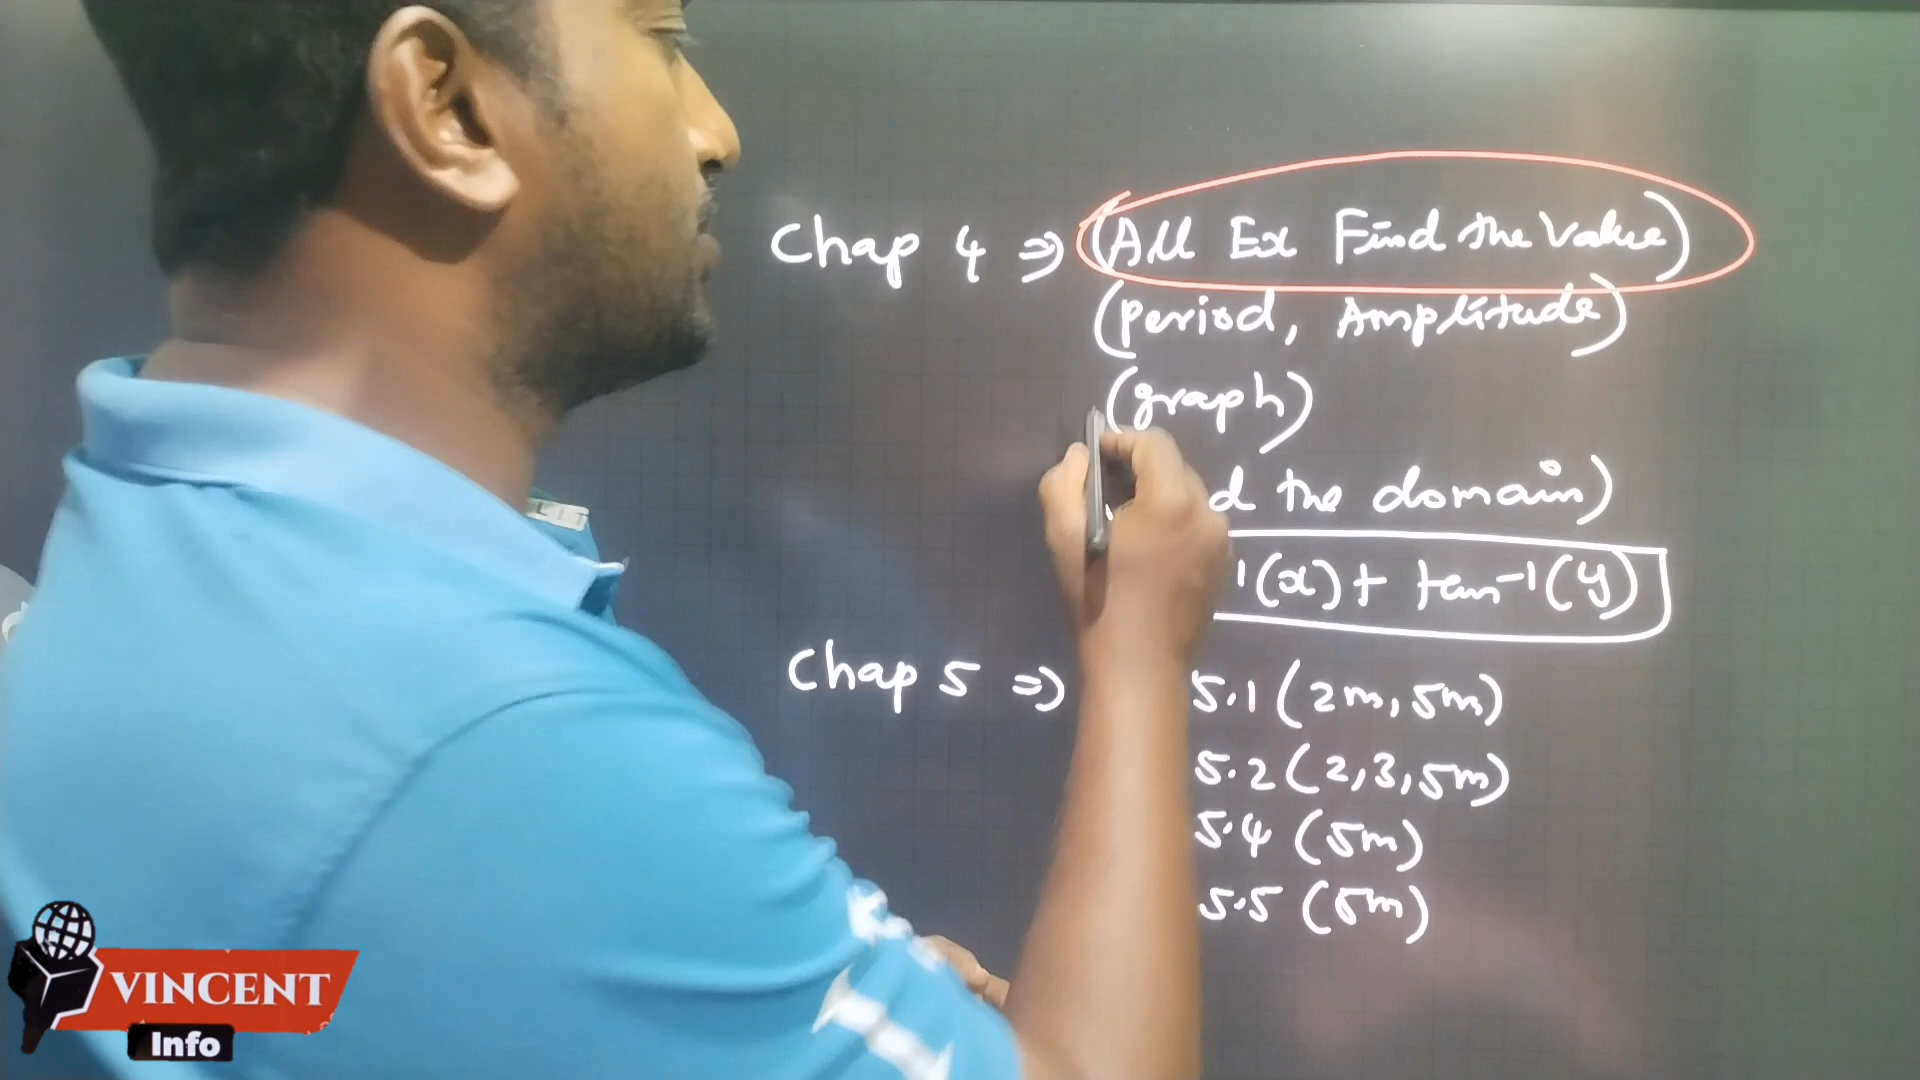 Chap 4 ⇒ (All Ex Find the Value)
(period, Amplitude)
(graph)
the domain)
(x) + tan⁻¹(y)
Chap 5 ⇒ 5.1 (2m, 5m)
5.2 (2, 3, 5m)
5.4 (5m)
5.5 (5m)
VINCENT
Info